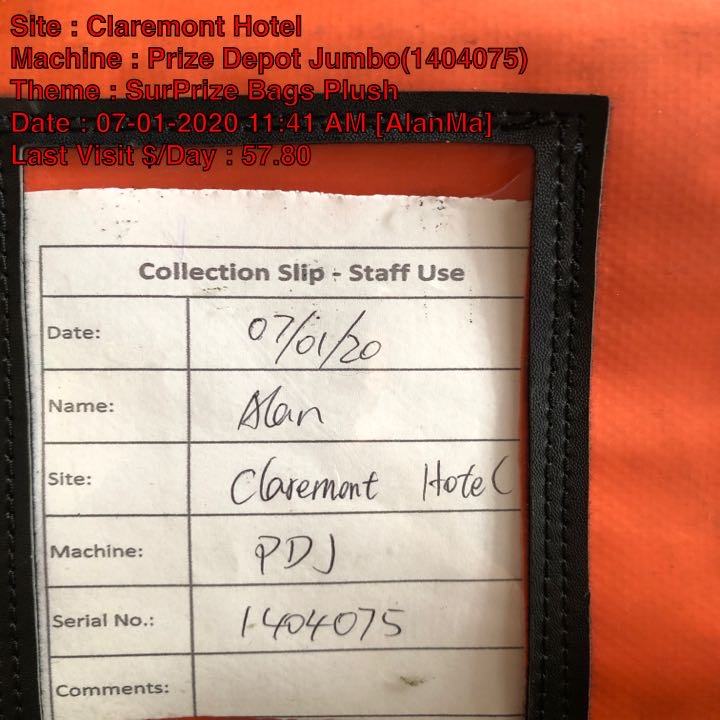 Site : Claremont Hotel
Machine : Prize Depot Jumbo(1404075)
Theme : SurPrize Bags Plush
Date : 07-01-2020 11:41 AM [AlanMa]
Last Visit $/Day : 57.80
Collection Slip - Staff Use
Date: 07/01/20
Name: Alan
Site: Claremont Hotel
Machine: PDJ
Serial No.: 1404075
Comments: